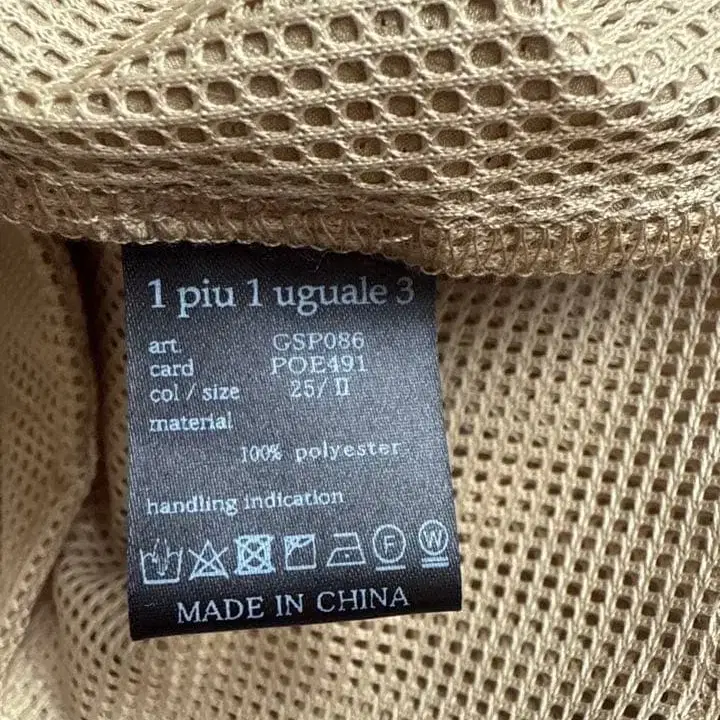 1 piu 1 uguale 3
art. GSP086
card POE491
col / size 25/ II
material
100% polyester
handling indication
F W
MADE IN CHINA